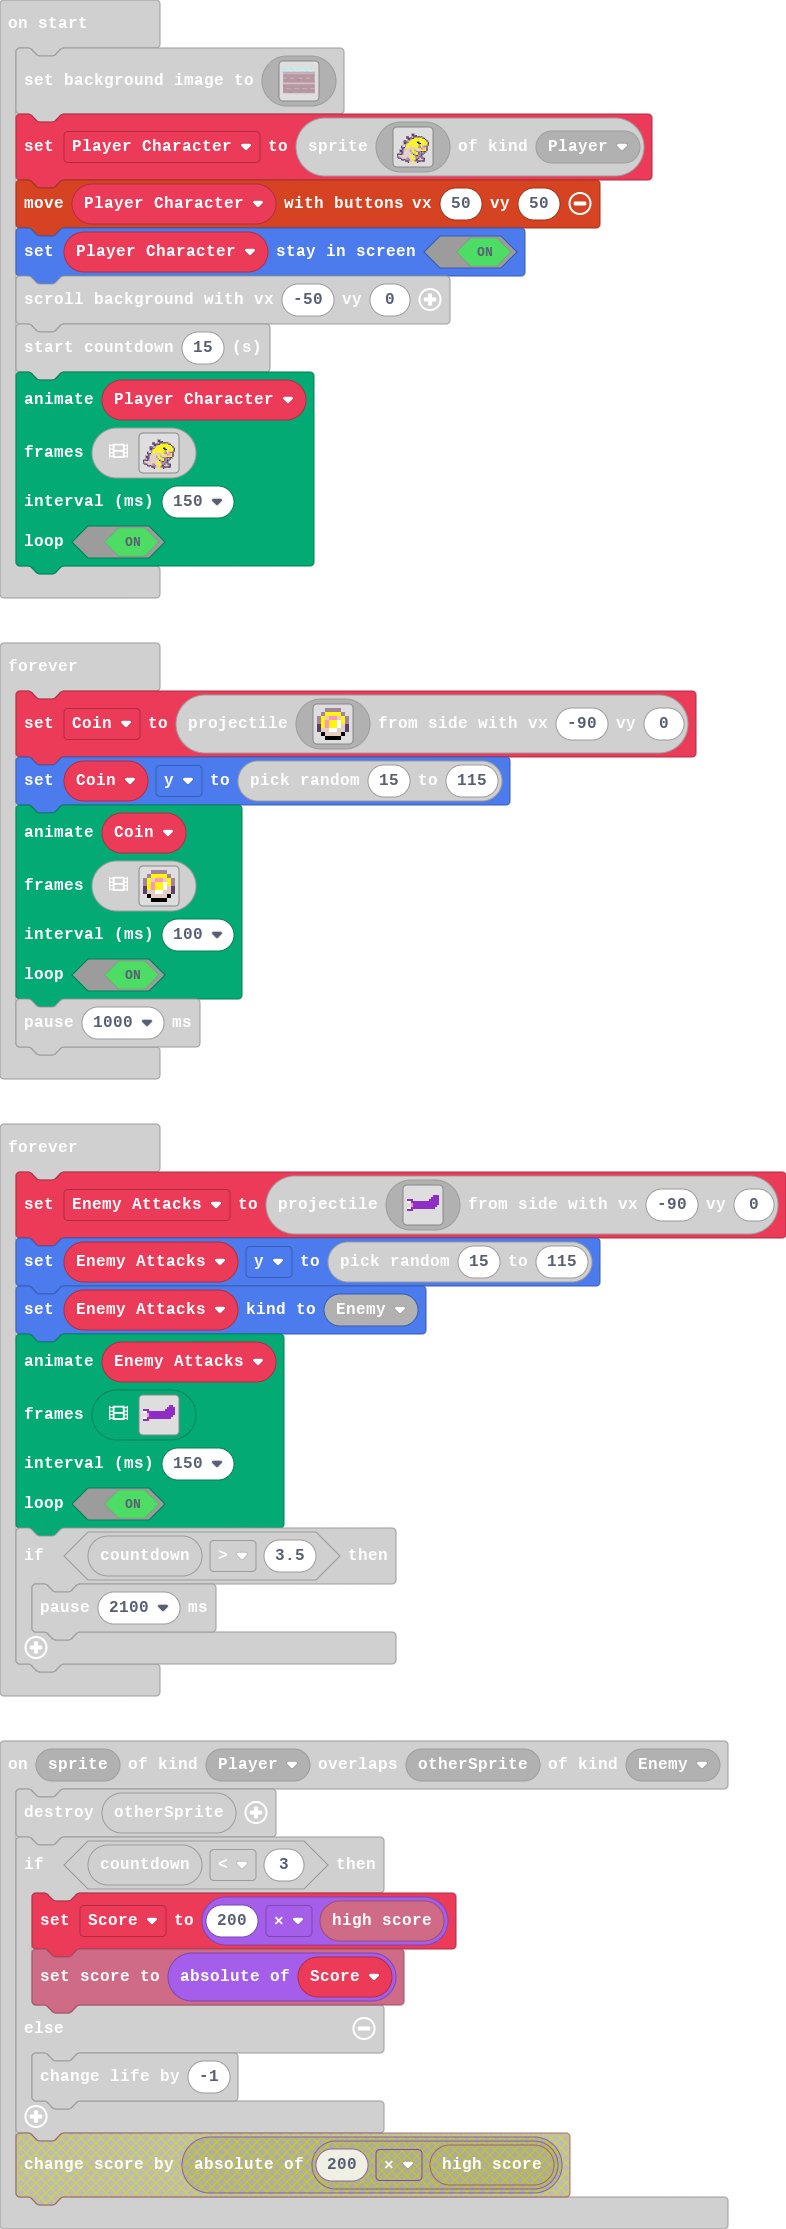 on start
set background image to
set Player Character to sprite of kind Player
move Player Character with buttons vx 50 vy 50
set Player Character stay in screen ON
scroll background with vx -50 vy 0
start countdown 15 (s)
animate Player Character
frames
interval (ms) 150
loop ON
forever
set Coin to projectile from side with vx -90 vy 0
set Coin y to pick random 15 to 115
animate Coin
frames
interval (ms) 100
loop ON
pause 1000 ms
forever
set Enemy Attacks to projectile from side with vx -90 vy 0
set Enemy Attacks y to pick random 15 to 115
set Enemy Attacks kind to Enemy
animate Enemy Attacks
frames
interval (ms) 150
loop ON
if countdown > 3.5 then
pause 2100 ms
on sprite of kind Player overlaps otherSprite of kind Enemy
destroy otherSprite
if countdown < 3 then
set Score to 200 × high score
set score to absolute of Score
else
change life by -1
change score by absolute of 200 × high score